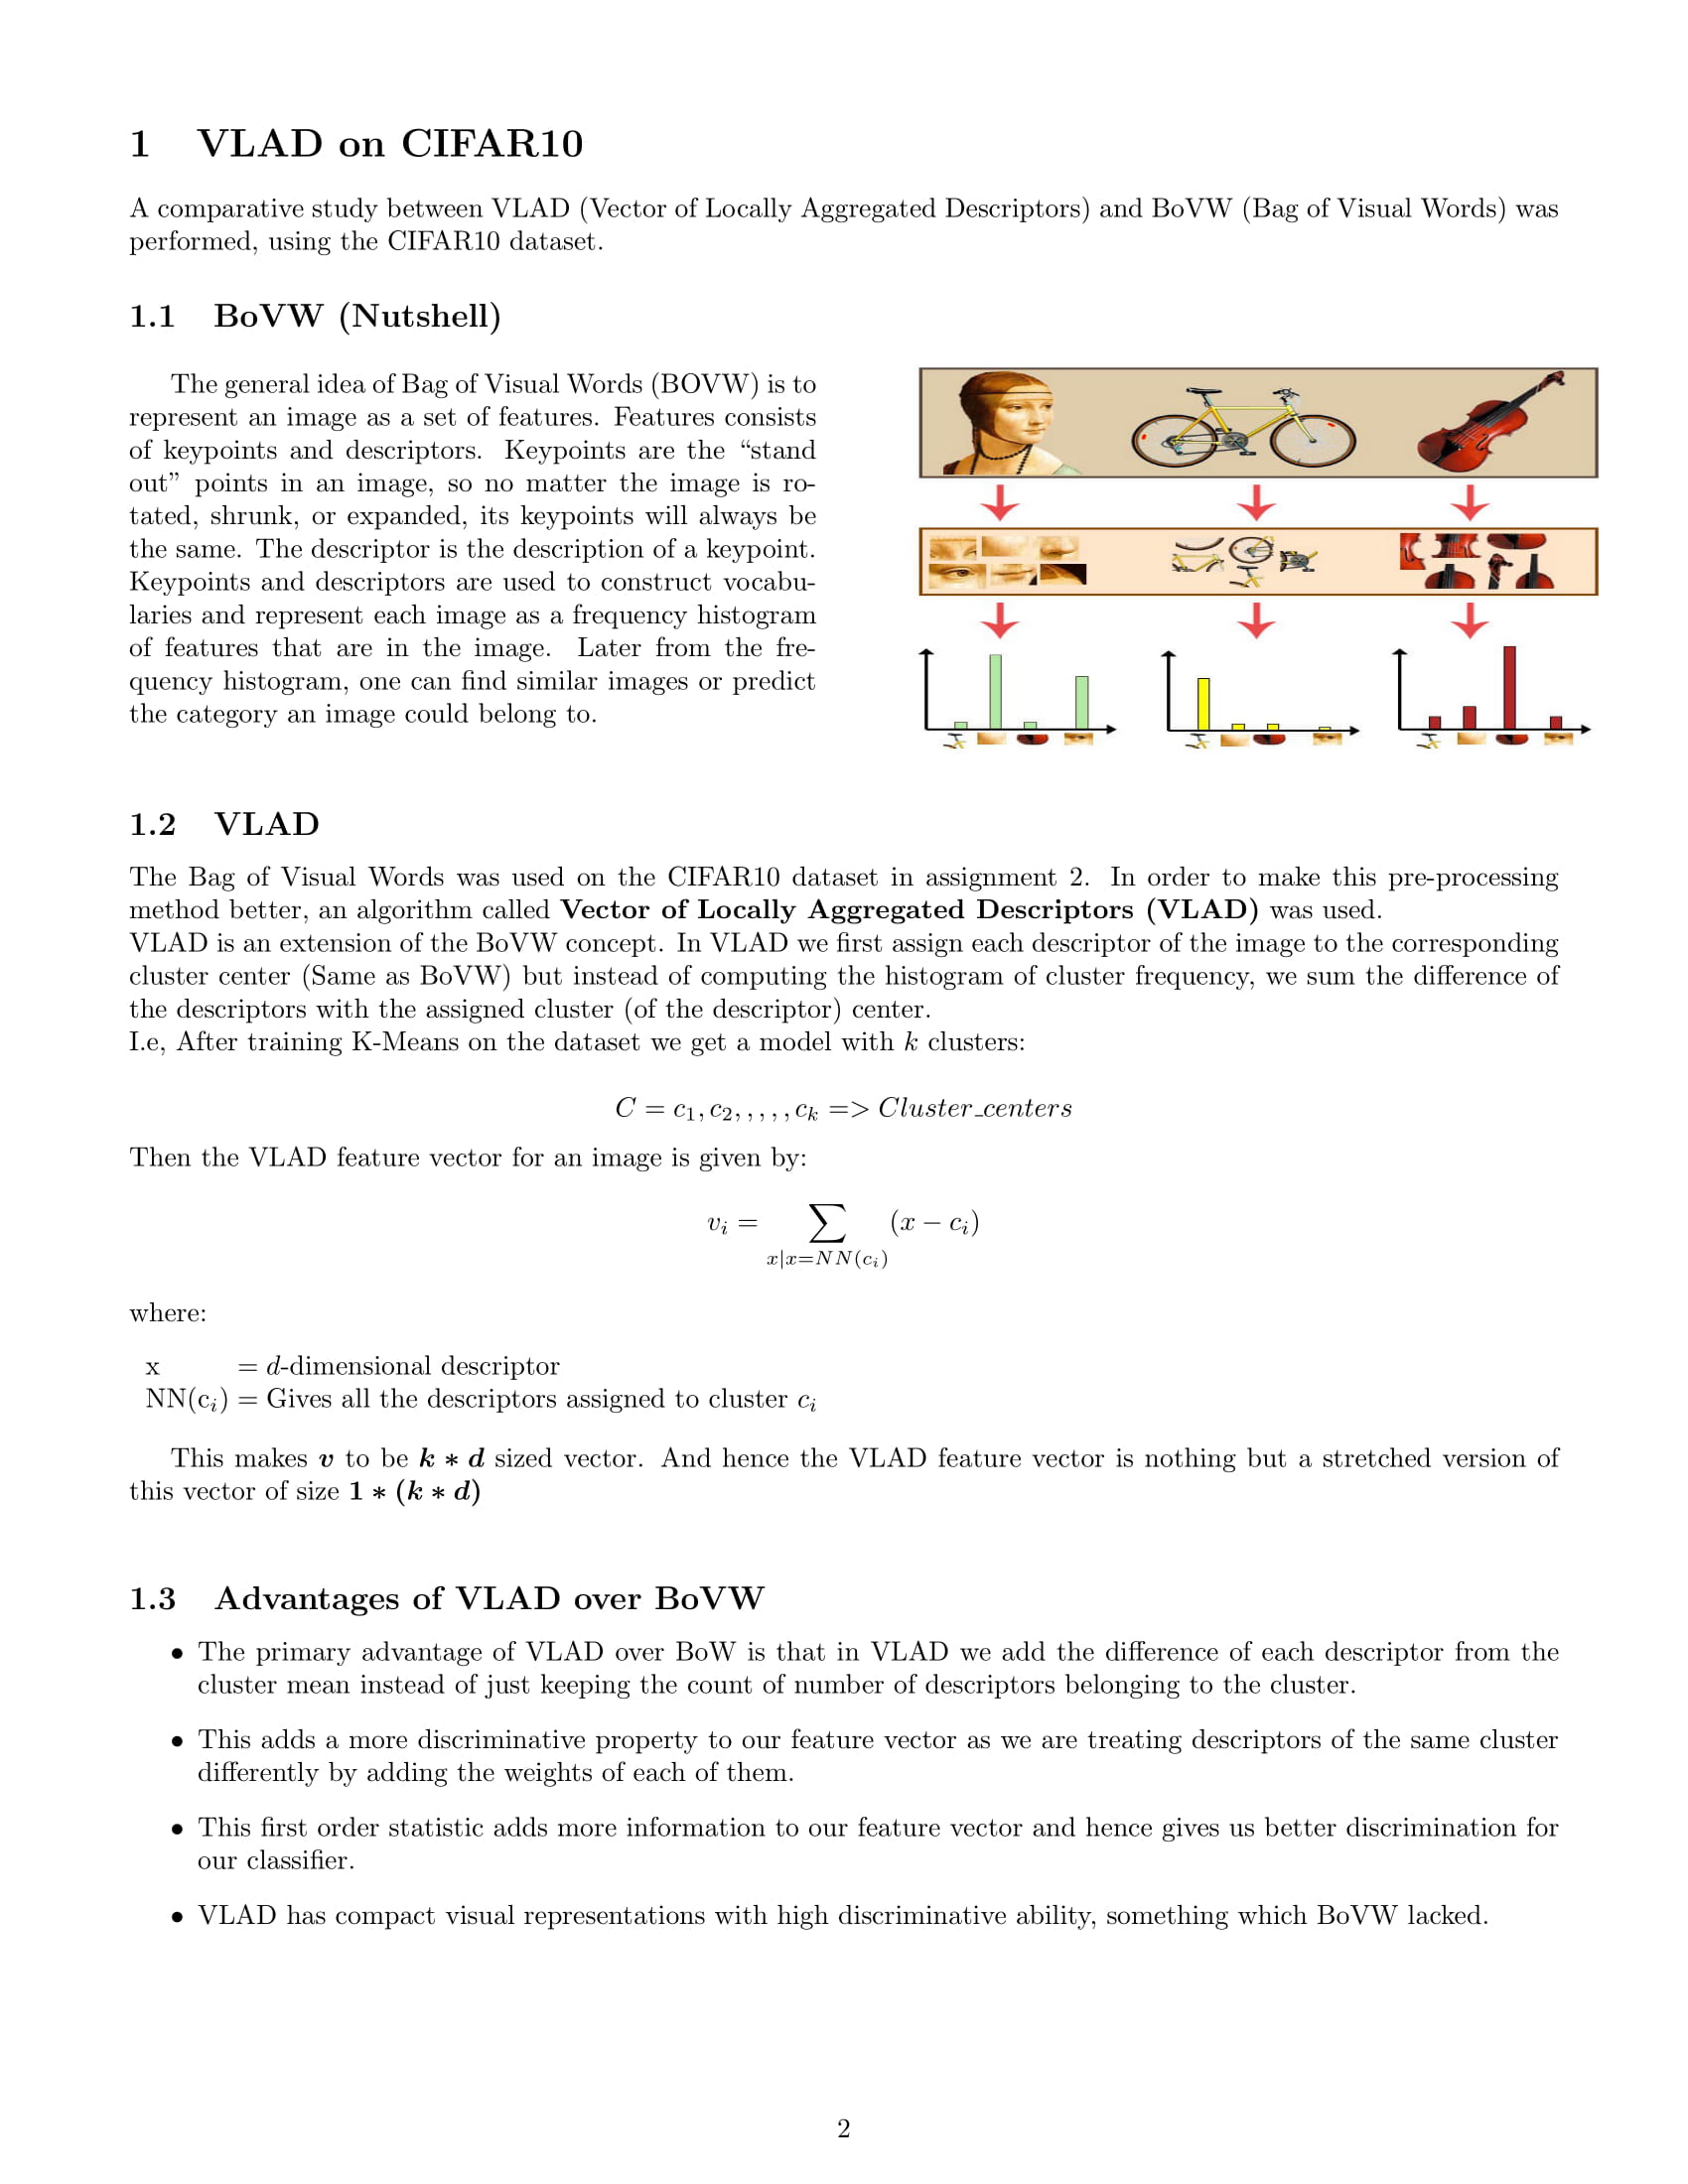 1 VLAD on CIFAR10
A comparative study between VLAD (Vector of Locally Aggregated Descriptors) and BoVW (Bag of Visual Words) was
performed, using the CIFAR10 dataset.
1.1 BoVW (Nutshell)
The general idea of Bag of Visual Words (BOVW) is to
represent an image as a set of features. Features consists
of keypoints and descriptors. Keypoints are the “stand
out” points in an image, so no matter the image is ro-
tated, shrunk, or expanded, its keypoints will always be
the same. The descriptor is the description of a keypoint.
Keypoints and descriptors are used to construct vocabu-
laries and represent each image as a frequency histogram
of features that are in the image. Later from the fre-
quency histogram, one can find similar images or predict
the category an image could belong to.
1.2 VLAD
The Bag of Visual Words was used on the CIFAR10 dataset in assignment 2. In order to make this pre-processing
method better, an algorithm called Vector of Locally Aggregated Descriptors (VLAD) was used.
VLAD is an extension of the BoVW concept. In VLAD we first assign each descriptor of the image to the corresponding
cluster center (Same as BoVW) but instead of computing the histogram of cluster frequency, we sum the difference of
the descriptors with the assigned cluster (of the descriptor) center.
I.e, After training K-Means on the dataset we get a model with k clusters:
C = c₁, c₂, , , , , cₖ => Cluster_centers
Then the VLAD feature vector for an image is given by:
vᵢ = ∑ (x − cᵢ)
x|x=NN(cᵢ)
where:
x = d-dimensional descriptor
NN(cᵢ) = Gives all the descriptors assigned to cluster cᵢ
This makes v to be k ∗ d sized vector. And hence the VLAD feature vector is nothing but a stretched version of
this vector of size 1 ∗ (k ∗ d)
1.3 Advantages of VLAD over BoVW
• The primary advantage of VLAD over BoW is that in VLAD we add the difference of each descriptor from the
cluster mean instead of just keeping the count of number of descriptors belonging to the cluster.
• This adds a more discriminative property to our feature vector as we are treating descriptors of the same cluster
differently by adding the weights of each of them.
• This first order statistic adds more information to our feature vector and hence gives us better discrimination for
our classifier.
• VLAD has compact visual representations with high discriminative ability, something which BoVW lacked.
2